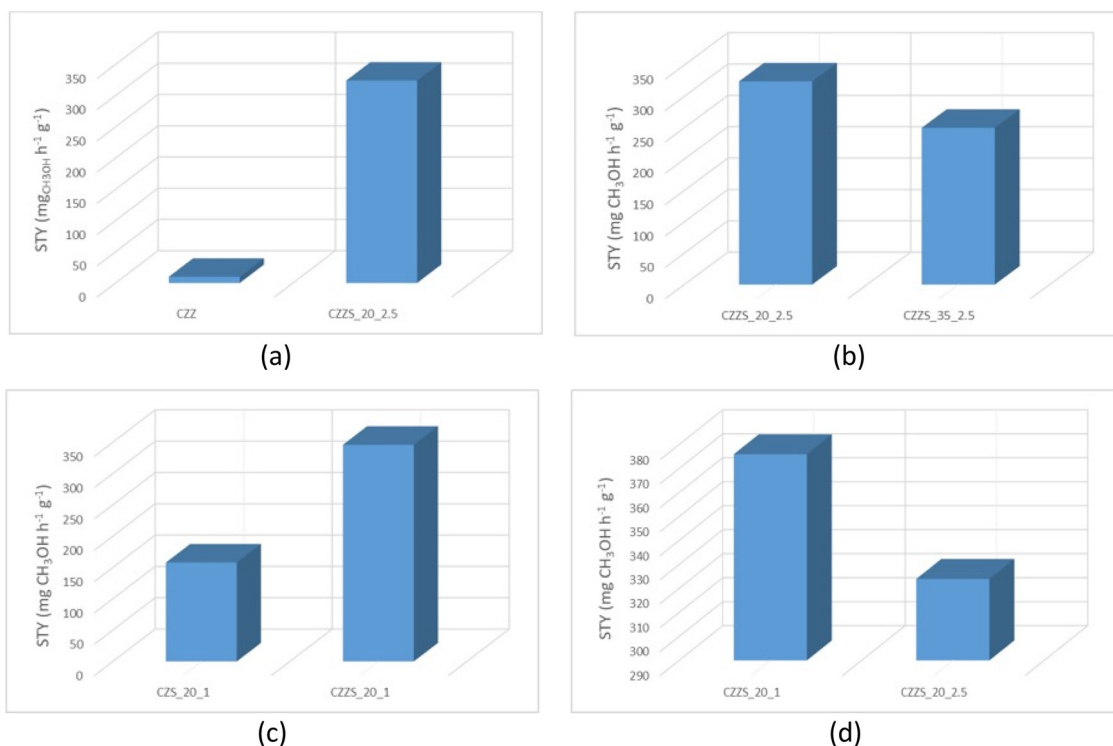 STY (mg_CH3OH h⁻¹ g⁻¹)
350
300
250
200
150
100
50
0
CZZ CZZS_20_2.5
(a)
STY (mg CH₃OH h⁻¹ g⁻¹)
350
300
250
200
150
100
50
0
CZZS_20_2.5 CZZS_35_2.5
(b)
STY (mg CH₃OH h⁻¹ g⁻¹)
350
300
250
200
150
100
50
0
CZS_20_1 CZZS_20_1
(c)
STY (mg CH₃OH h⁻¹ g⁻¹)
380
370
360
350
340
330
320
310
300
290
CZZS_20_1 CZZS_20_2.5
(d)